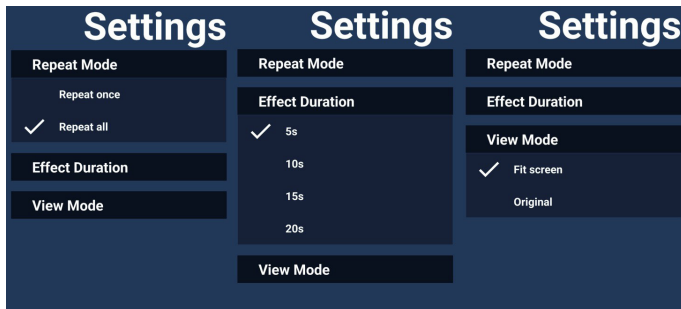 Settings
Repeat Mode
Repeat once
Repeat all
Effect Duration
View Mode
Settings
Repeat Mode
Effect Duration
5s
10s
15s
20s
View Mode
Settings
Repeat Mode
Effect Duration
View Mode
Fit screen
Original